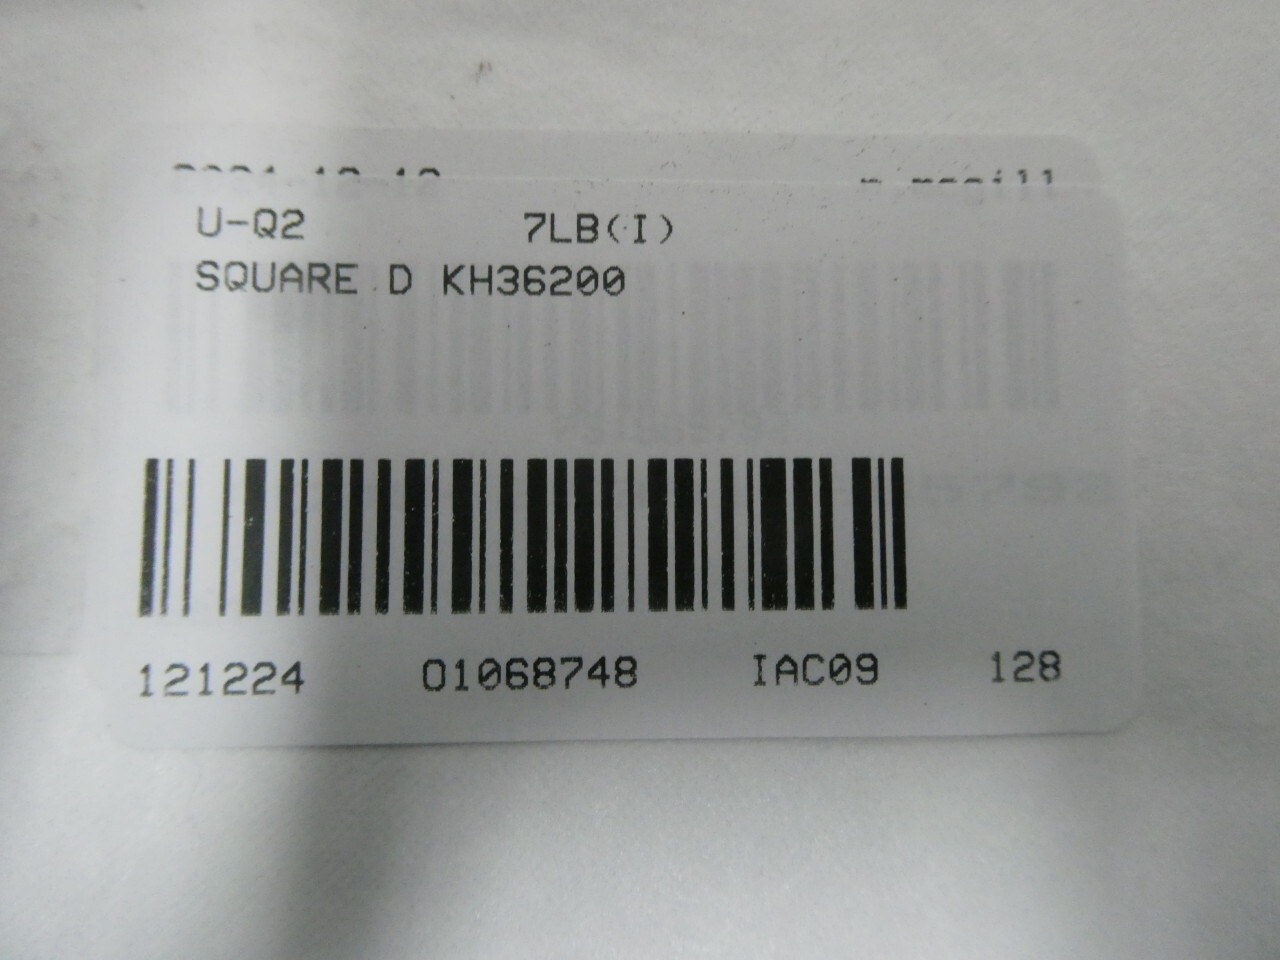 U-Q2 7LB(I)
SQUARE D KH36200
121224 01068748 IAC09 128